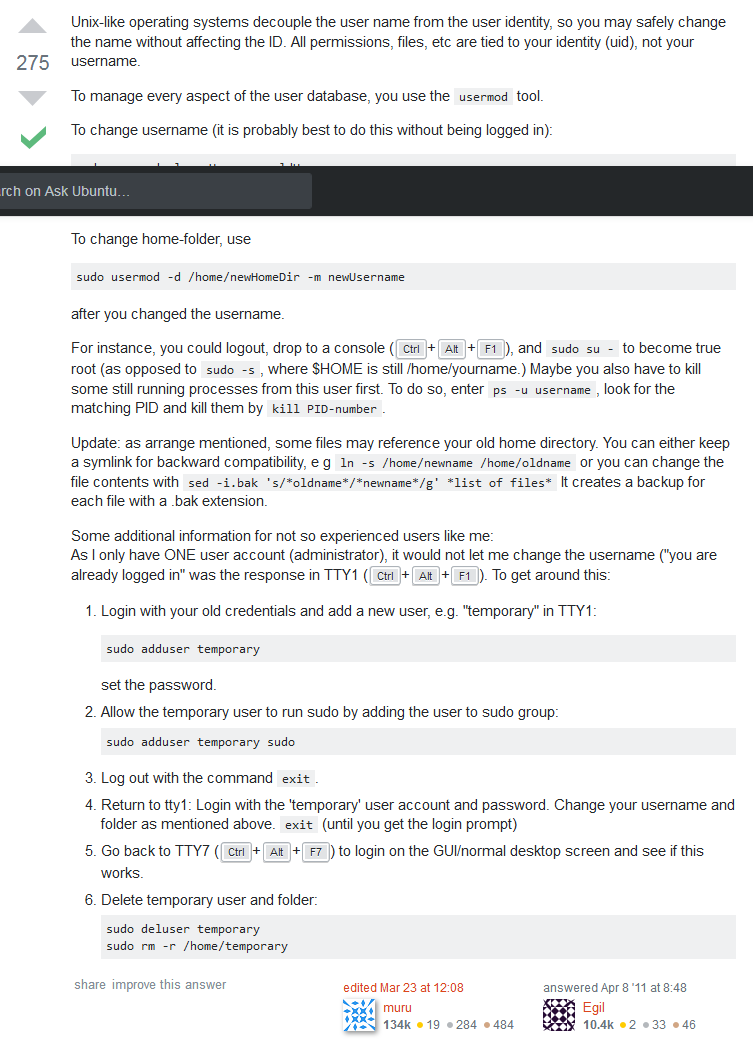 Unix-like operating systems decouple the user name from the user identity, so you may safely change
the name without affecting the ID. All permissions, files, etc are tied to your identity (uid), not your
275
username.
To manage every aspect of the user database, you use the usermod tool.
To change username (it is probably best to do this without being logged in):
rch on Ask Ubuntu...
To change home-folder, use
sudo usermod -d /home/newHomeDir -m newUsername
after you changed the username.
For instance, you could logout, drop to a console (Ctrl+Alt+F1), and sudo su - to become true
root (as opposed to sudo -s, where $HOME is still /home/yourname.) Maybe you also have to kill
some still running processes from this user first. To do so, enter ps -u username, look for the
matching PID and kill them by kill PID-number.
Update: as arrange mentioned, some files may reference your old home directory. You can either keep
a symlink for backward compatibility, e g ln -s /home/newname /home/oldname or you can change the
file contents with sed -i.bak 's/*oldname*/*newname*/g' *list of files* It creates a backup for
each file with a .bak extension.
Some additional information for not so experienced users like me:
As I only have ONE user account (administrator), it would not let me change the username ("you are
already logged in" was the response in TTY1 (Ctrl+Alt+F1). To get around this:
1. Login with your old credentials and add a new user, e.g. "temporary" in TTY1:
sudo adduser temporary
set the password.
2. Allow the temporary user to run sudo by adding the user to sudo group:
sudo adduser temporary sudo
3. Log out with the command exit.
4. Return to tty1: Login with the 'temporary' user account and password. Change your username and
folder as mentioned above. exit (until you get the login prompt)
5. Go back to TTY7 (Ctrl+Alt+F7) to login on the GUI/normal desktop screen and see if this
works.
6. Delete temporary user and folder:
sudo deluser temporary
sudo rm -r /home/temporary
share improve this answer
edited Mar 23 at 12:08
answered Apr 8 '11 at 8:48
muru
Egil
134k ● 19 ● 284 ● 484
10.4k ● 2 ● 33 ● 46